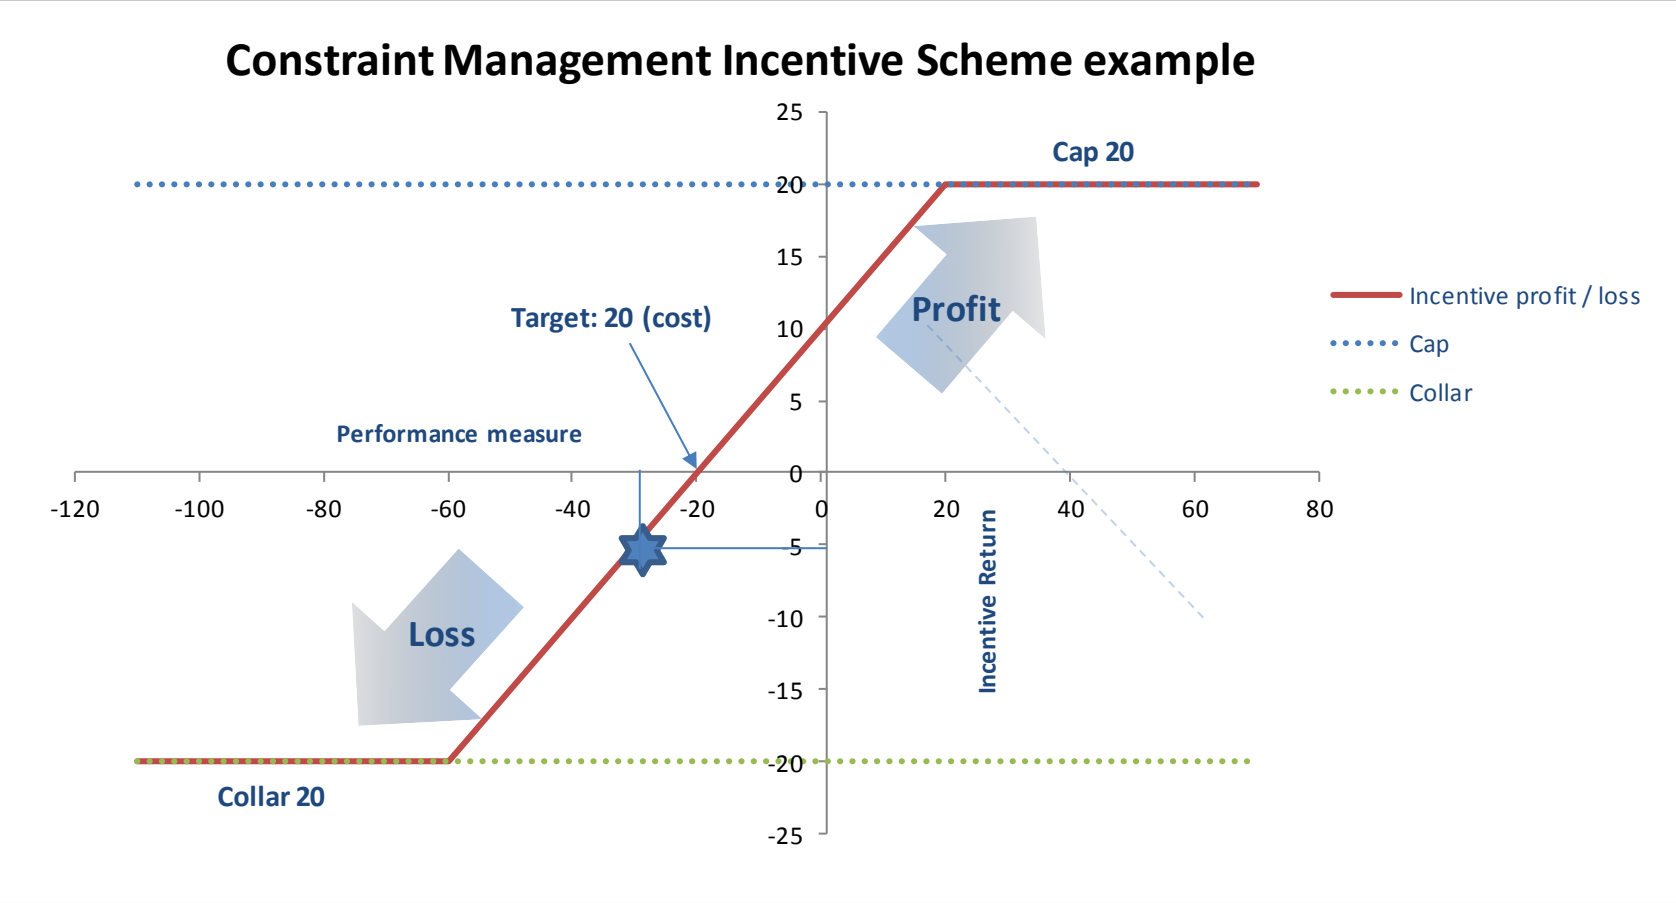 Constraint Management Incentive Scheme example
25
Cap 20
20
15
Target: 20 (cost)
Profit
10
Incentive profit / loss
Cap
Collar
5
Performance measure
0
-120 -100 -80 -60 -40 -20 0 20 40 60 80
-5
Incentive Return
-10
Loss
-15
-20
Collar 20
-25